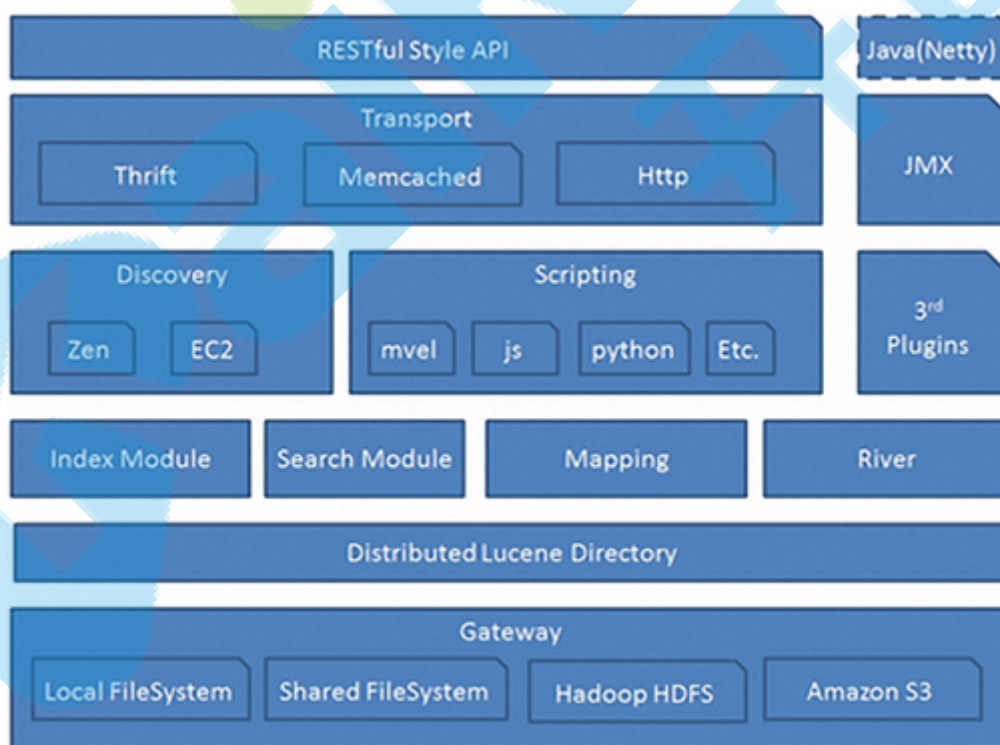 RESTful Style API
Java(Netty)
Transport
Thrift
Memcached
Http
JMX
Discovery
Zen
EC2
Scripting
mvel
js
python
Etc.
3rd
Plugins
Index Module
Search Module
Mapping
River
Distributed Lucene Directory
Gateway
Local FileSystem
Shared FileSystem
Hadoop HDFS
Amazon S3